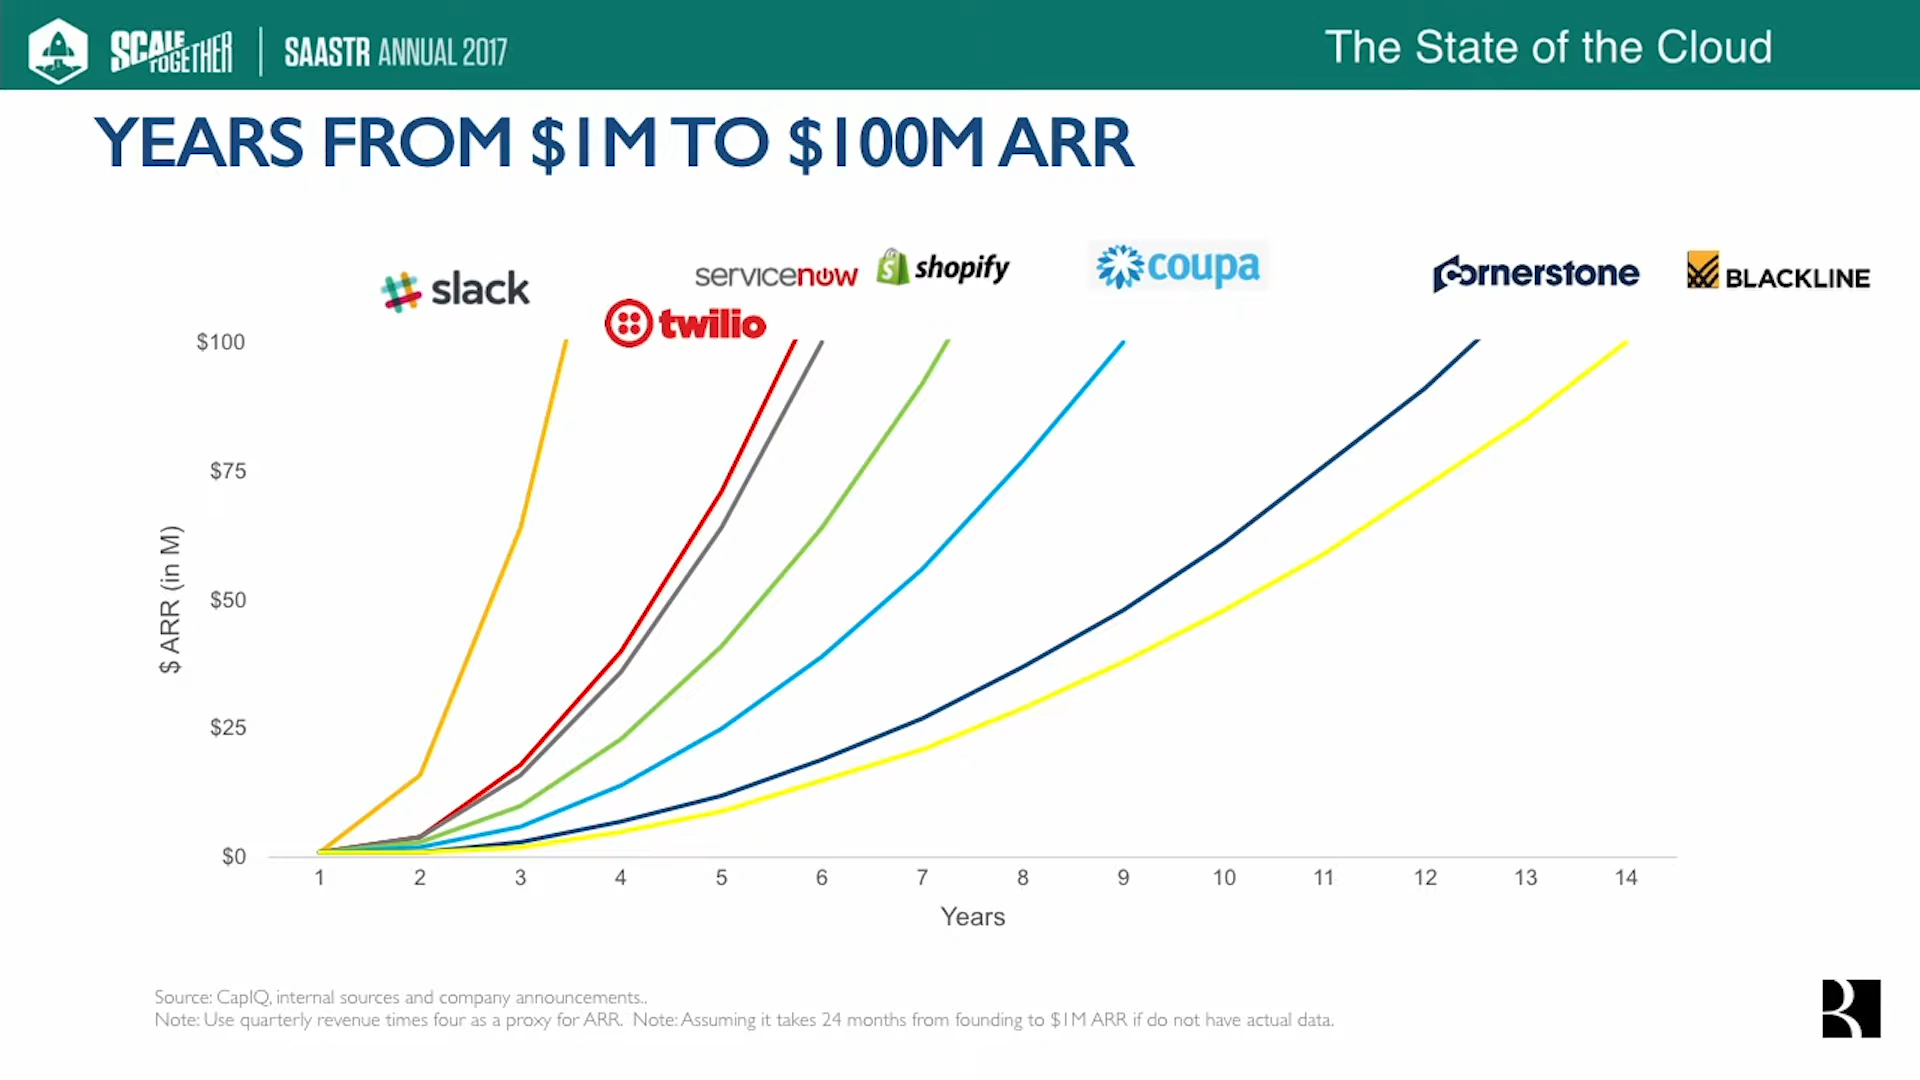 SCALE TOGETHER
SAASTR ANNUAL 2017
The State of the Cloud
YEARS FROM $1M TO $100M ARR
slack
servicenow
shopify
coupa
cornerstone
BLACKLINE
twilio
$100
$75
$50
$25
$0
$ ARR (in M)
1 2 3 4 5 6 7 8 9 10 11 12 13 14
Years
Source: CapIQ, internal sources and company announcements..
Note: Use quarterly revenue times four as a proxy for ARR. Note: Assuming it takes 24 months from founding to $1M ARR if do not have actual data.